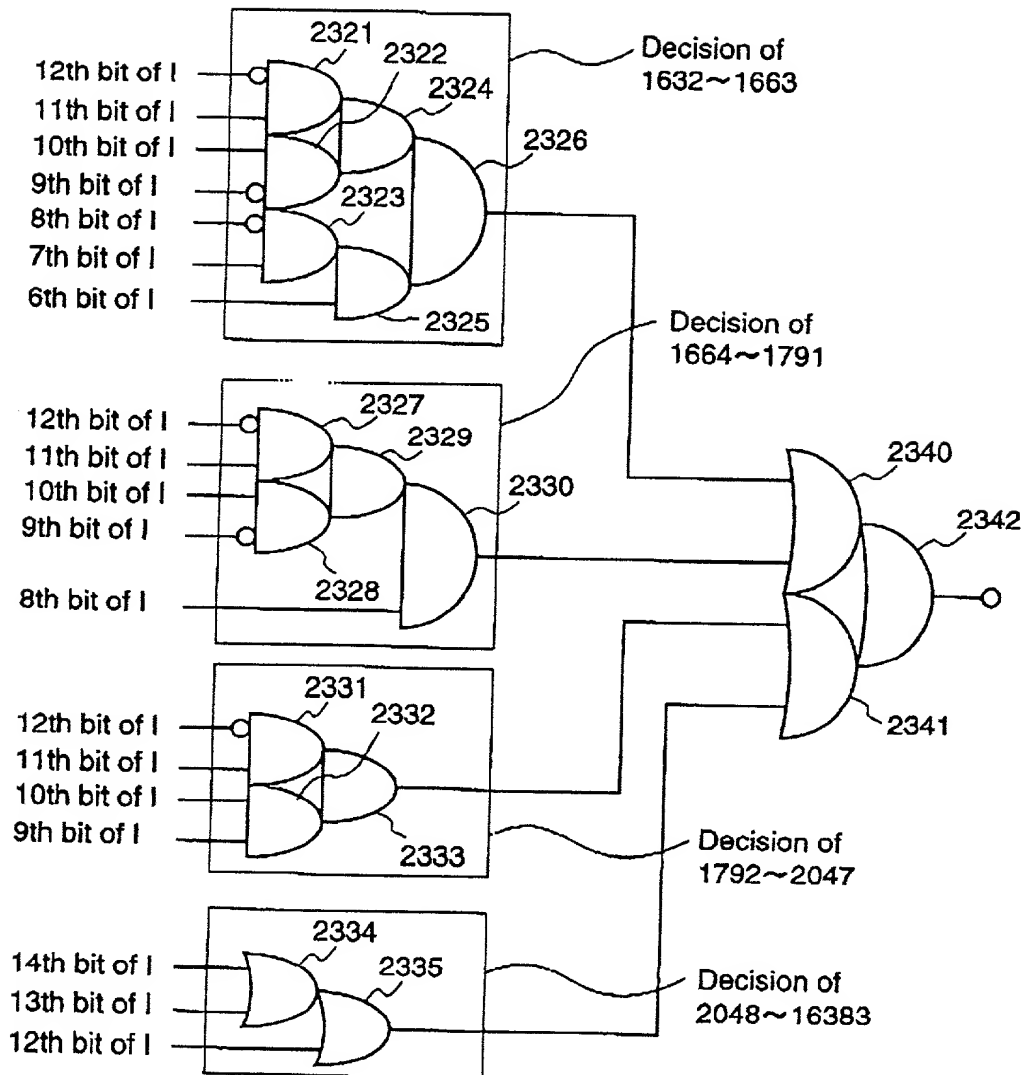 2321
2322
2324
2326
2323
2325
12th bit of I
11th bit of I
10th bit of I
9th bit of I
8th bit of I
7th bit of I
6th bit of I
Decision of
1632~1663
2327
2329
2330
2328
12th bit of I
11th bit of I
10th bit of I
9th bit of I
8th bit of I
Decision of
1664~1791
2340
2342
2341
2331
2332
2333
12th bit of I
11th bit of I
10th bit of I
9th bit of I
Decision of
1792~2047
2334
2335
14th bit of I
13th bit of I
12th bit of I
Decision of
2048~16383